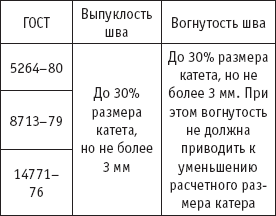 ГОСТ
Выпуклость
шва
Вогнутость шва
5264–80
8713–79
14771–
76
До 30%
размера
катета,
но не более
3 мм
До 30% размера
катета, но не
более 3 мм. При
этом вогнутость
не должна
приводить к
уменьшению
расчетного раз-
мера катера